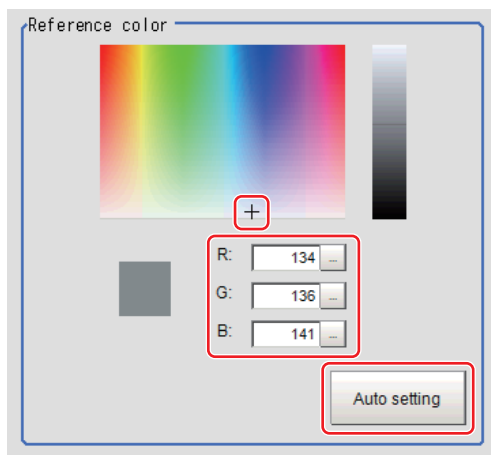 Reference color
R: 134 ...
G: 136 ...
B: 141 ...
Auto setting